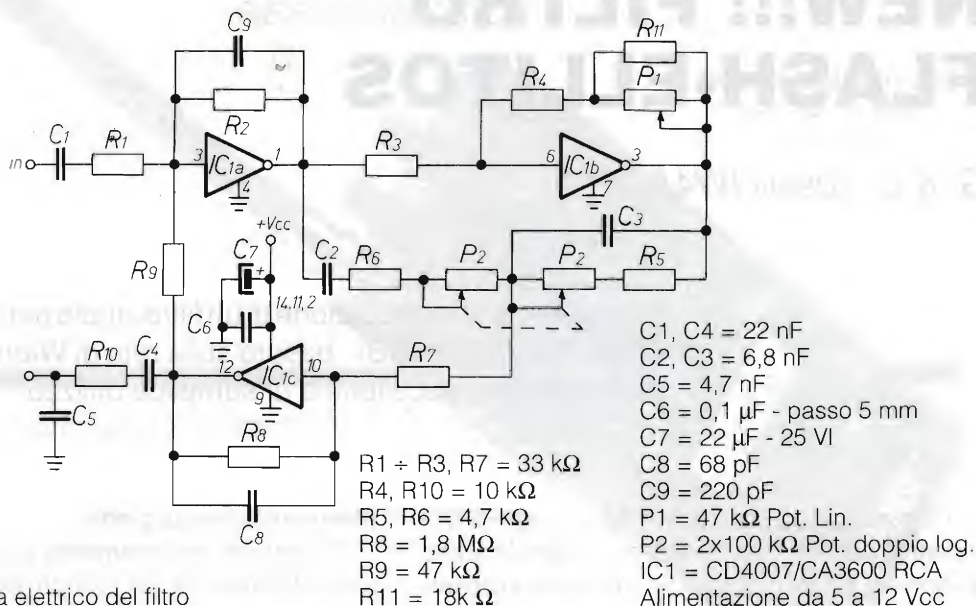 C9
R11
R2
R4
P1
C1
R1
in
3
IC1a
1
4
R3
6
IC1b
3
7
+Vcc
C7
+
C2
R6
P2
C3
P2
R5
R9
14,11,2
C6
R10
C4
12
IC1c
10
9
R7
C5
R8
C8
C1, C4 = 22 nF
C2, C3 = 6,8 nF
C5 = 4,7 nF
C6 = 0,1 µF - passo 5 mm
C7 = 22 µF - 25 Vl
C8 = 68 pF
C9 = 220 pF
P1 = 47 kΩ Pot. Lin.
P2 = 2x100 kΩ Pot. doppio log.
IC1 = CD4007/CA3600 RCA
Alimentazione da 5 a 12 Vcc
R1 ÷ R3, R7 = 33 kΩ
R4, R10 = 10 kΩ
R5, R6 = 4,7 kΩ
R8 = 1,8 MΩ
R9 = 47 kΩ
R11 = 18k Ω
a elettrico del filtro